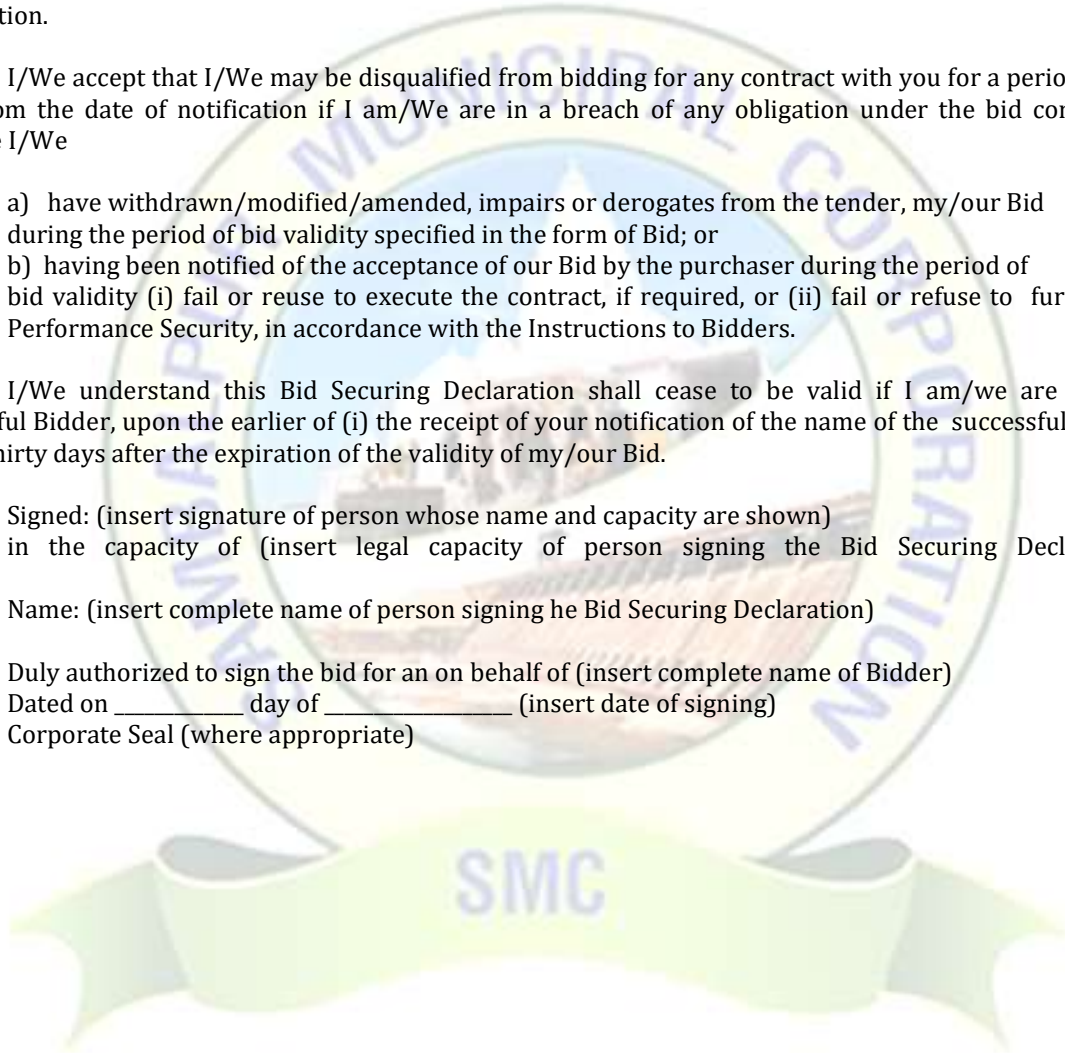 tion.
I/We accept that I/We may be disqualified from bidding for any contract with you for a perio
om the date of notification if I am/We are in a breach of any obligation under the bid con
e I/We
a) have withdrawn/modified/amended, impairs or derogates from the tender, my/our Bid
during the period of bid validity specified in the form of Bid; or
b) having been notified of the acceptance of our Bid by the purchaser during the period of
bid validity (i) fail or reuse to execute the contract, if required, or (ii) fail or refuse to fur
Performance Security, in accordance with the Instructions to Bidders.
I/We understand this Bid Securing Declaration shall cease to be valid if I am/we are
ful Bidder, upon the earlier of (i) the receipt of your notification of the name of the successful
hirty days after the expiration of the validity of my/our Bid.
Signed: (insert signature of person whose name and capacity are shown)
in the capacity of (insert legal capacity of person signing the Bid Securing Decl
Name: (insert complete name of person signing he Bid Securing Declaration)
Duly authorized to sign the bid for an on behalf of (insert complete name of Bidder)
Dated on _____________ day of ___________________ (insert date of signing)
Corporate Seal (where appropriate)
SAMBALPUR MUNICIPAL CORPORATION
SMC